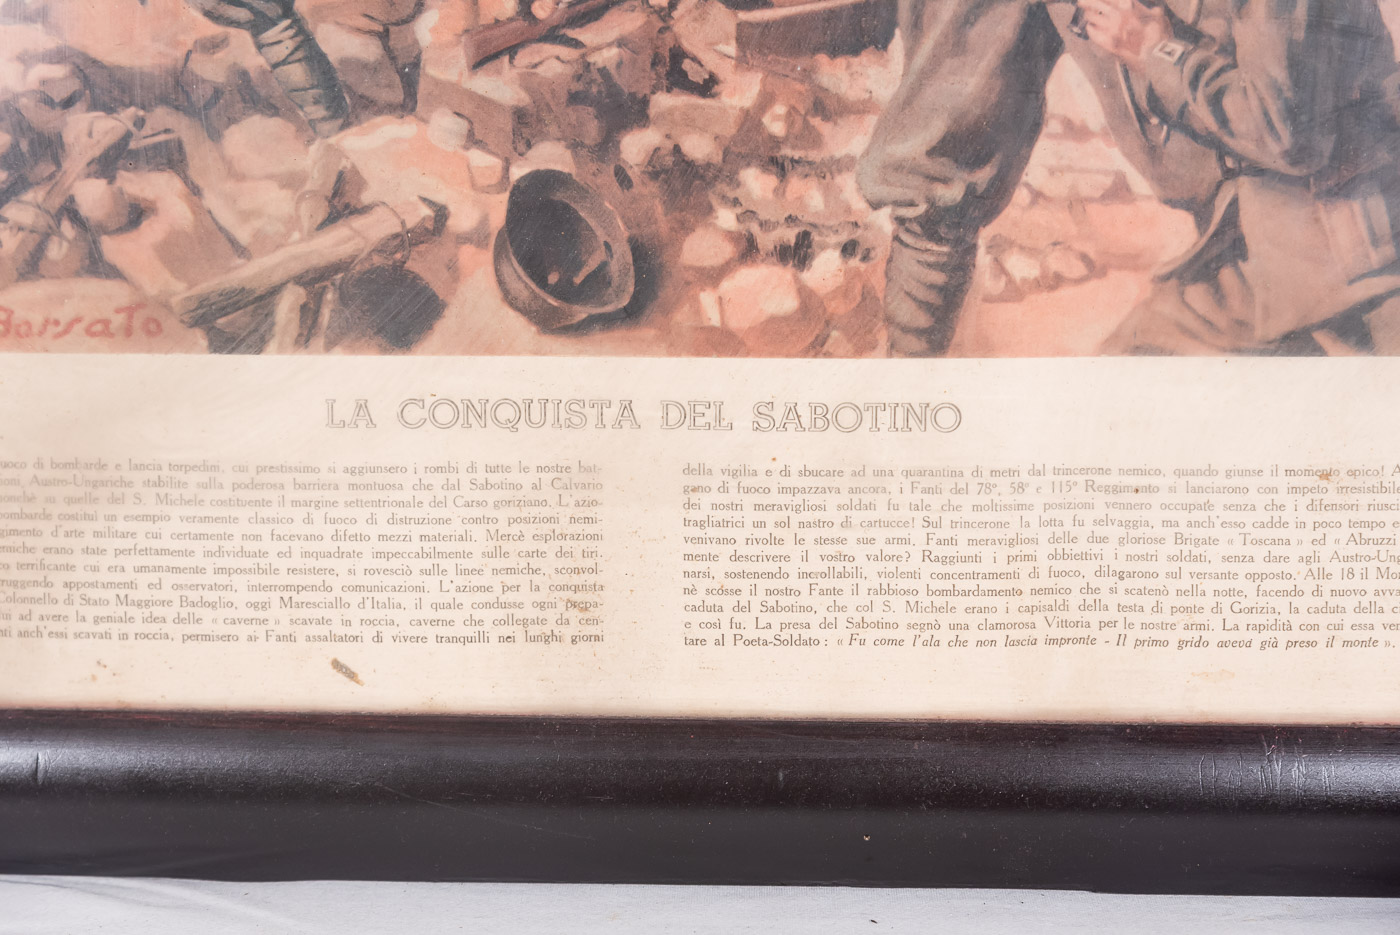 Borsato
LA CONQUISTA DEL SABOTINO
fuoco di bombarde e lancia torpedini, cui prestissimo si aggiunsero i rombi di tutte le nostre bat-
Austro-Ungariche stabilite sulla poderosa barriera montuosa che dal Sabotino al Calvario
nonchè su quelle del S. Michele costituente il margine settentrionale del Carso goriziano. L'azio-
bombarde costituì un esempio veramente classico di fuoco di distruzione contro posizioni nemi-
d'arte militare cui certamente non facevano difetto mezzi materiali. Mercè esplorazioni
erano state perfettamente individuate ed inquadrate impeccabilmente sulle carte dei tiri.
terrificante cui era umanamente impossibile resistere, si rovesciò sulle linee nemiche, sconvol-
appostamenti ed osservatori, interrompendo comunicazioni. L'azione per la conquista
Colonnello di Stato Maggiore Badoglio, oggi Maresciallo d'Italia, il quale condusse ogni prepa-
ad avere la geniale idea delle « caverne » scavate in roccia, caverne che collegate da cen-
anch'essi scavati in roccia, permisero ai Fanti assaltatori di vivere tranquilli nei lunghi giorni
della vigilia e di sbucare ad una quarantina di metri dal trincerone nemico, quando giunse il momento epico! A
gano di fuoco impazzava ancora, i Fanti del 78º, 58º e 115º Reggimento si lanciarono con impeto irresistibile
dei nostri meravigliosi soldati fu tale che moltissime posizioni vennero occupate senza che i difensori riusc
tragliatrici un sol nastro di cartucce! Sul trincerone la lotta fu selvaggia, ma anch'esso cadde in poco tempo
venivano rivolte le stesse sue armi. Fanti meravigliosi delle due gloriose Brigate « Toscana » ed « Abruzzi
mente descrivere il vostro valore? Raggiunti i primi obbiettivi i nostri soldati, senza dare agli Austro-Ung
narsi, sostenendo incrollabili, violenti concentramenti di fuoco, dilagarono sul versante opposto. Alle 18 il Mo
nè scosse il nostro Fante il rabbioso bombardamento nemico che si scatenò nella notte, facendo di nuovo avva
caduta del Sabotino, che col S. Michele erano i capisaldi della testa di ponte di Gorizia, la caduta della c
e così fu. La presa del Sabotino segnò una clamorosa Vittoria per le nostre armi. La rapidità con cui essa ven
tare al Poeta-Soldato : « Fu come l'ala che non lascia impronte - Il primo grido aveva già preso il monte ».